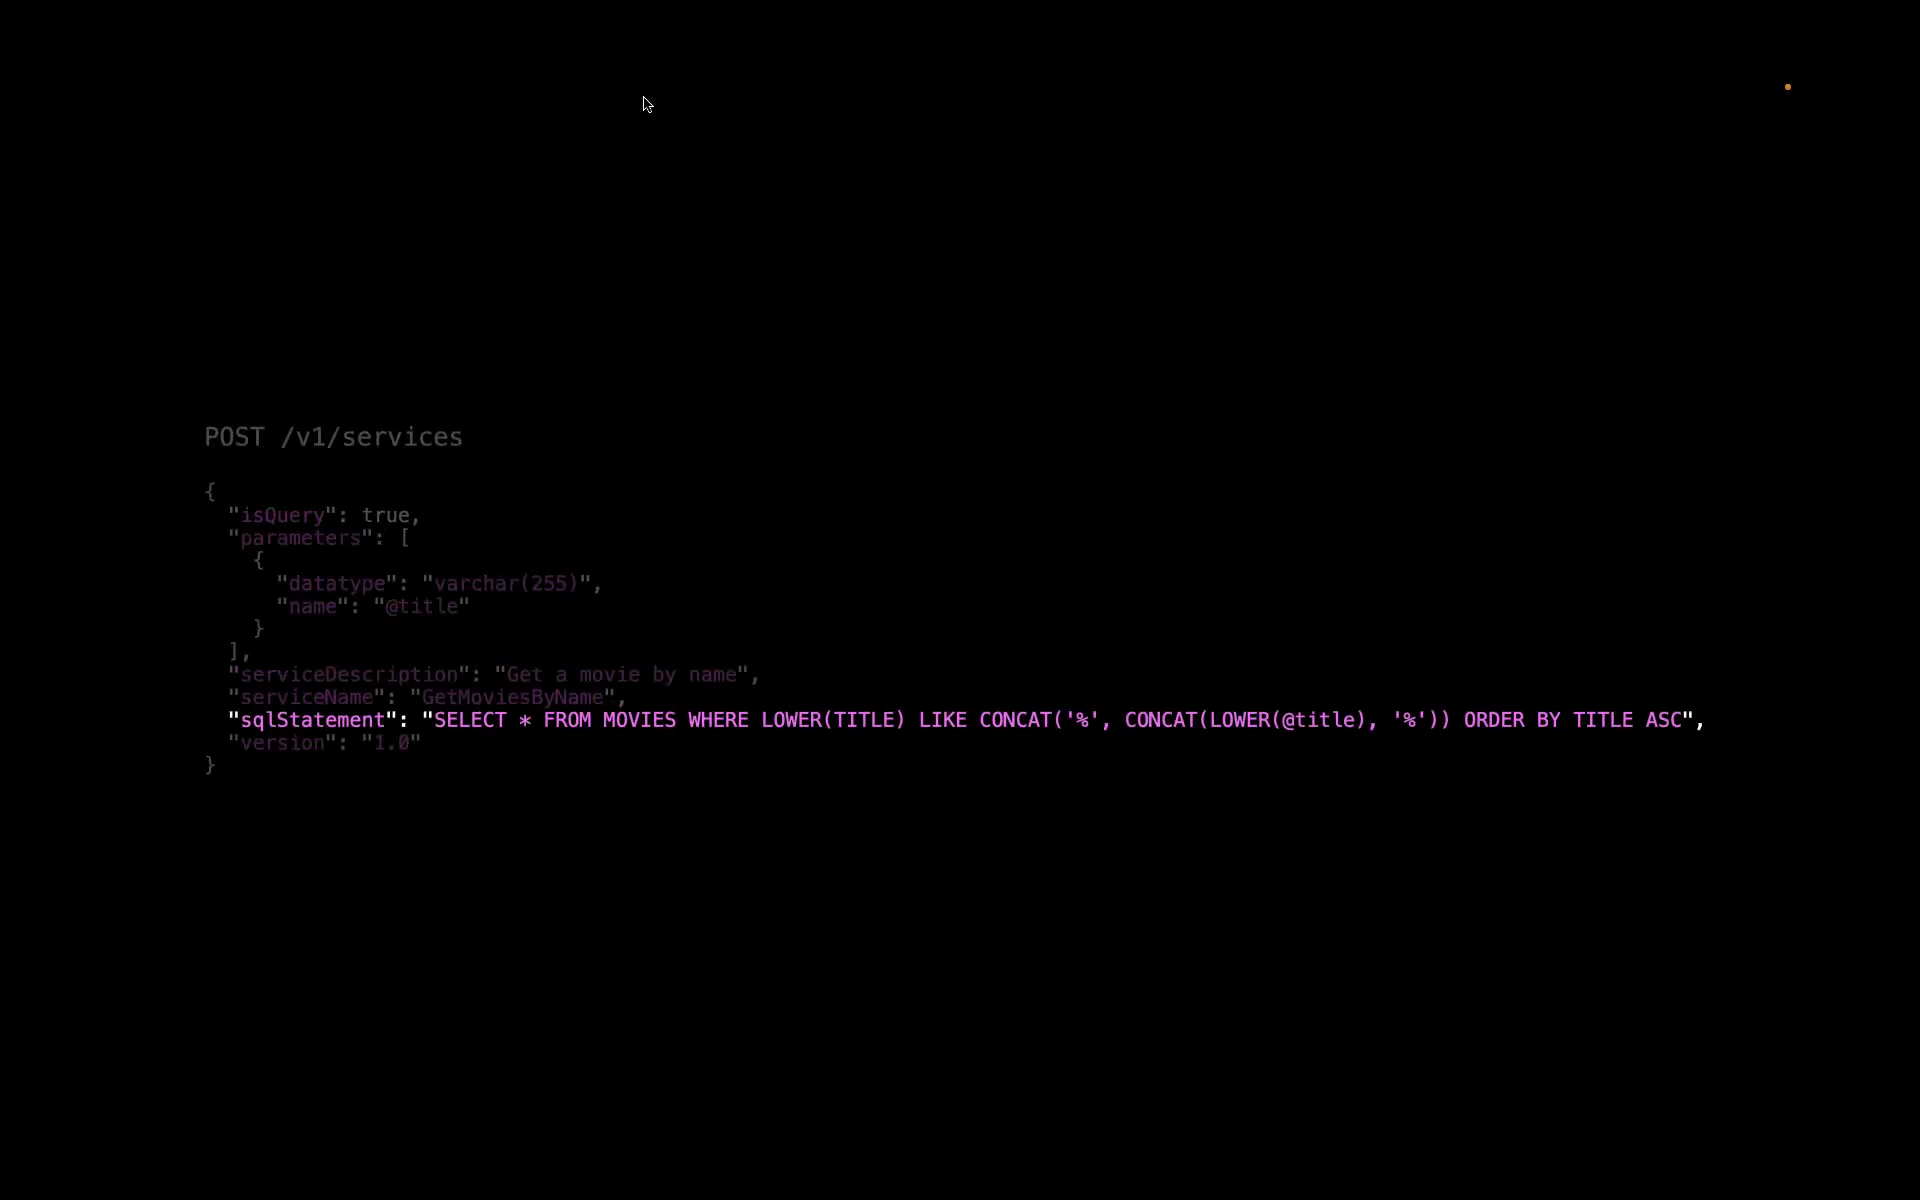 POST /v1/services
{
"isQuery": true,
"parameters": [
{
"datatype": "varchar(255)",
"name": "@title"
}
],
"serviceDescription": "Get a movie by name",
"serviceName": "GetMoviesByName",
"sqlStatement": "SELECT * FROM MOVIES WHERE LOWER(TITLE) LIKE CONCAT('%', CONCAT(LOWER(@title), '%')) ORDER BY TITLE ASC",
"version": "1.0"
}